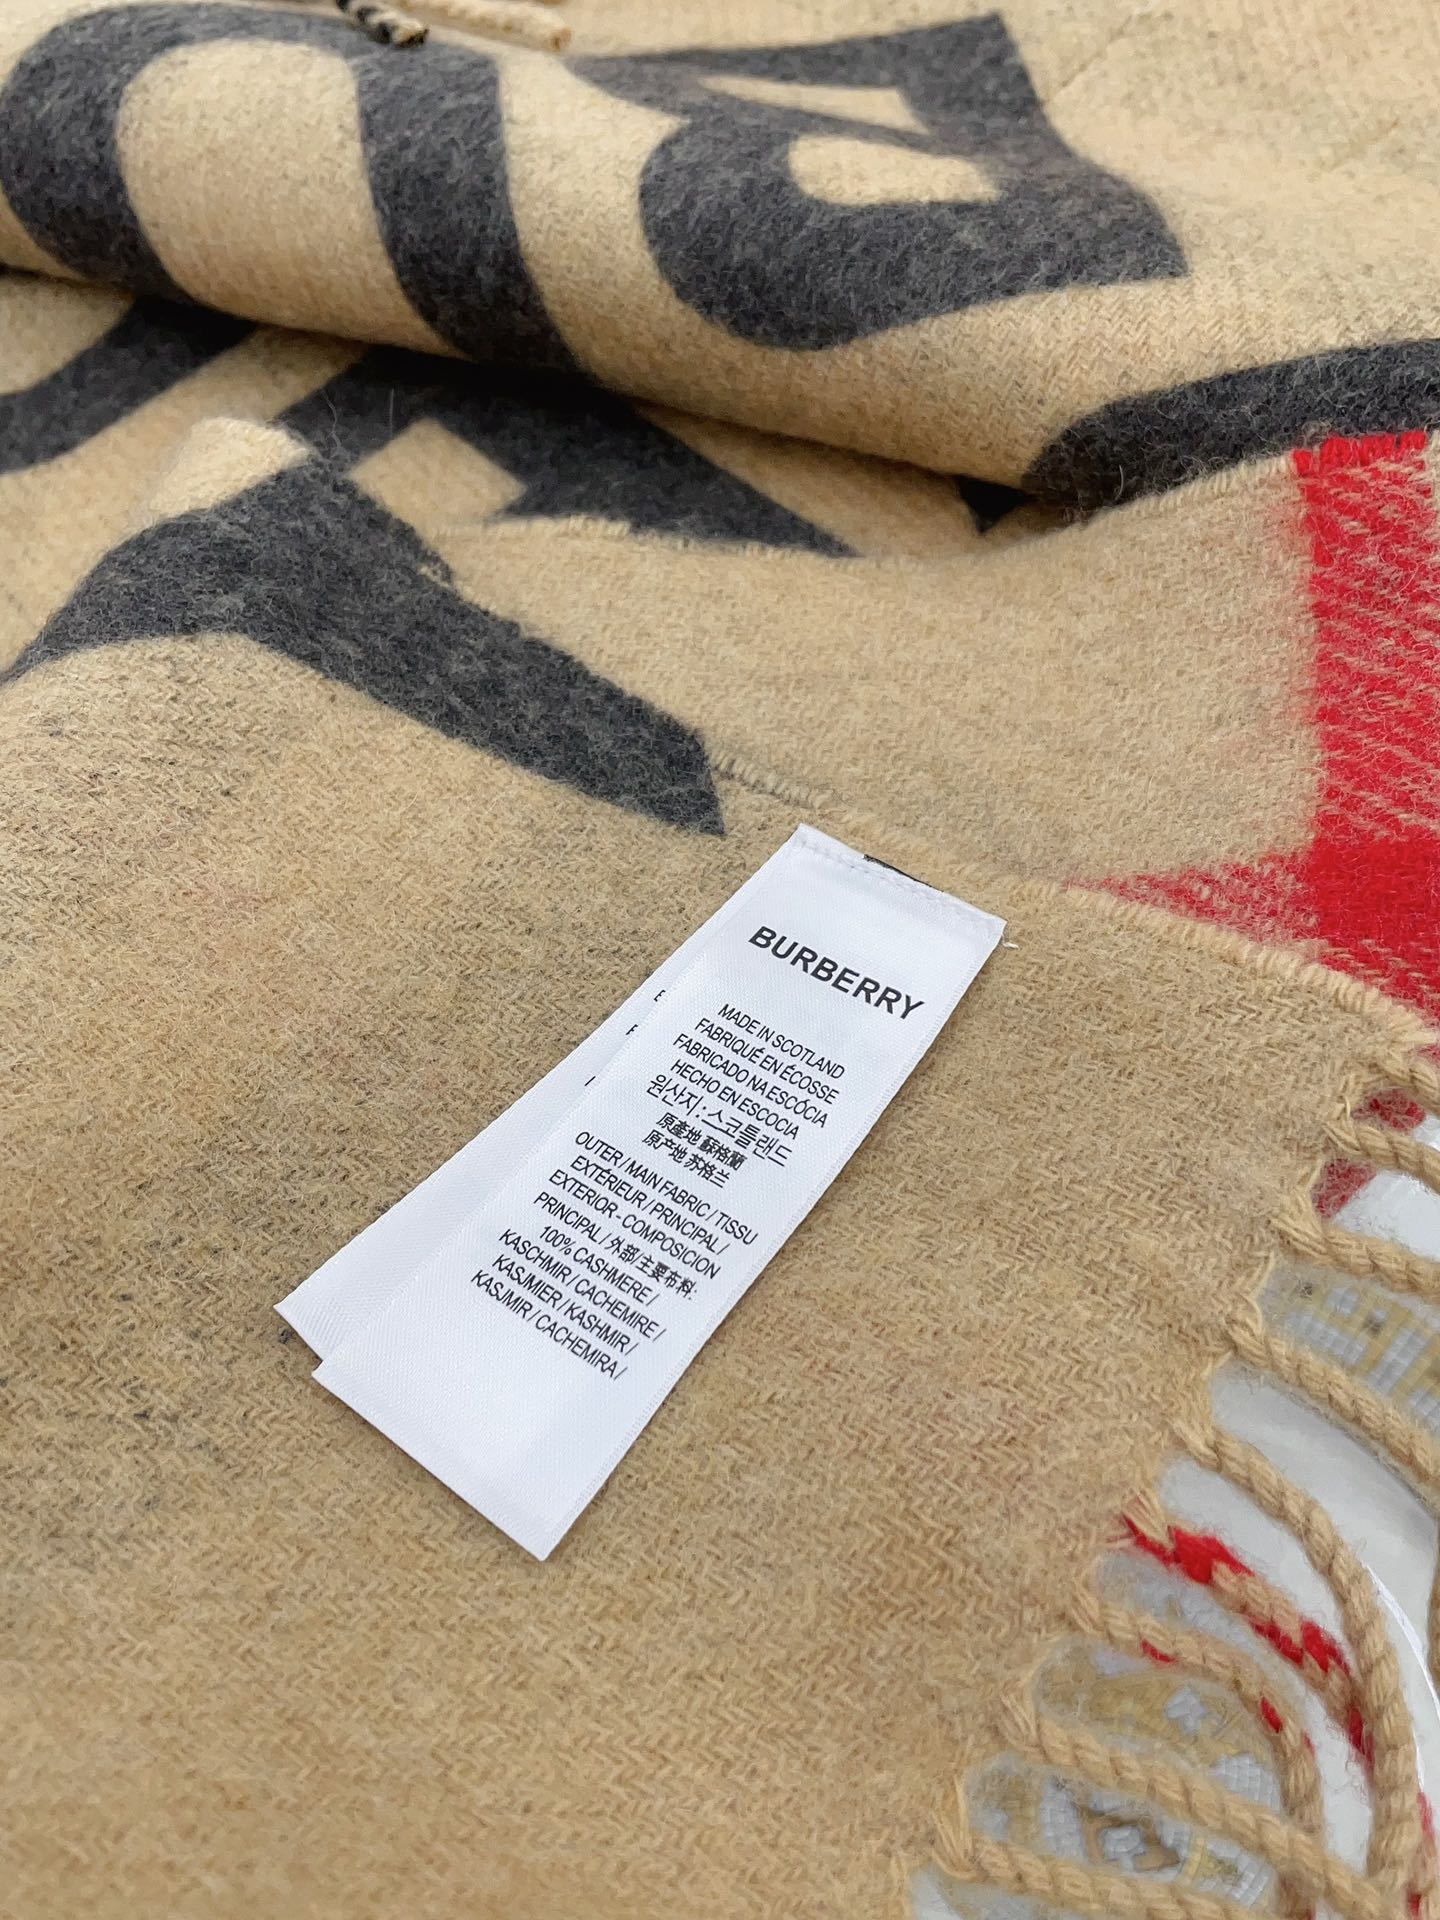 BURBERRY
MADE IN SCOTLAND
FABRIQUÉ EN ÉCOSSE
FABRICADO NA ESCÓCIA
HECHO EN ESCOCIA
원산지 : 스코틀랜드
原產地 蘇格蘭
原产地 苏格兰
OUTER / MAIN FABRIC / TISSU
EXTÉRIEUR / PRINCIPAL /
EXTERIOR - COMPOSICION
PRINCIPAL / 外部/主要布料:
100% CASHMERE /
KASCHMIR / CACHEMIRE /
KASJMIER / KASHMIR /
KASJMIR / CACHEMIRA /